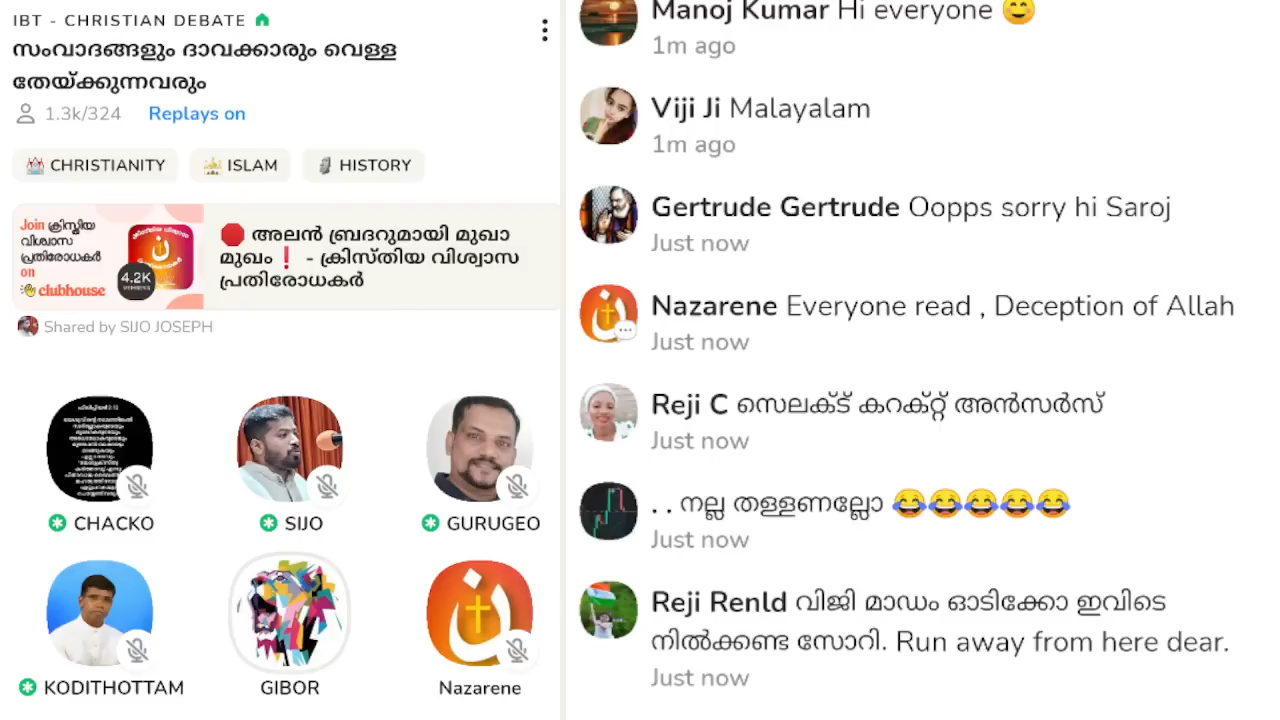 IBT - CHRISTIAN DEBATE
സംവാദങ്ങളും ദാവക്കാരും വെള്ള
തേയ്ക്കുന്നവരും
1.3k/324 Replays on
CHRISTIANITY ISLAM HISTORY
Join ക്രിസ്തീയ
വിശ്വാസ
പ്രതിരോധകർ
on
👋 clubhouse
4.2K
🛑 അലൻ ബ്രദറുമായി മുഖാ
മുഖം❗ - ക്രിസ്തിയ വിശ്വാസ
പ്രതിരോധകർ
Shared by SIJO JOSEPH
CHACKO SIJO GURUGEO
KODITHOTTAM GIBOR Nazarene
Manoj Kumar Hi everyone 😊
1m ago
Viji Ji Malayalam
1m ago
Gertrude Gertrude Oopps sorry hi Saroj
Just now
Nazarene Everyone read , Deception of Allah
Just now
Reji C സെലക്ട് കറക്റ്റ് അൻസർസ്
Just now
. . നല്ല തള്ളണല്ലോ 😂😂😂😂😂
Just now
Reji Renld വിജി മാഡം ഓടിക്കോ ഇവിടെ
നിൽക്കണ്ട സോറി. Run away from here dear.
Just now